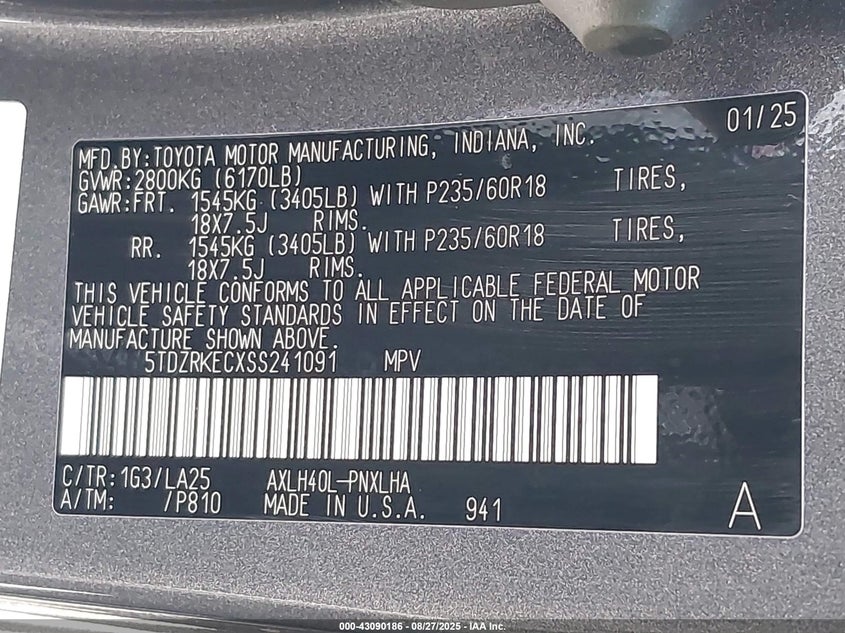 01/25
MFD.BY:TOYOTA MOTOR MANUFACTURING, INDIANA, INC.
GVWR:2800KG (6170LB)
GAWR:FRT. 1545KG (3405LB) WITH P235/60R18 TIRES,
18X7.5J RIMS.
RR. 1545KG (3405LB) WITH P235/60R18 TIRES,
18X7.5J RIMS.
THIS VEHICLE CONFORMS TO ALL APPLICABLE FEDERAL MOTOR
VEHICLE SAFETY STANDARDS IN EFFECT ON THE DATE OF
MANUFACTURE SHOWN ABOVE.
5TDZRKECXSS241091 MPV
C/TR:1G3/LA25 AXLH40L-PNXLHA
A/TM: /P810 MADE IN U.S.A. 941
A
000-43090186 - 08/27/2025 - IAA Inc.